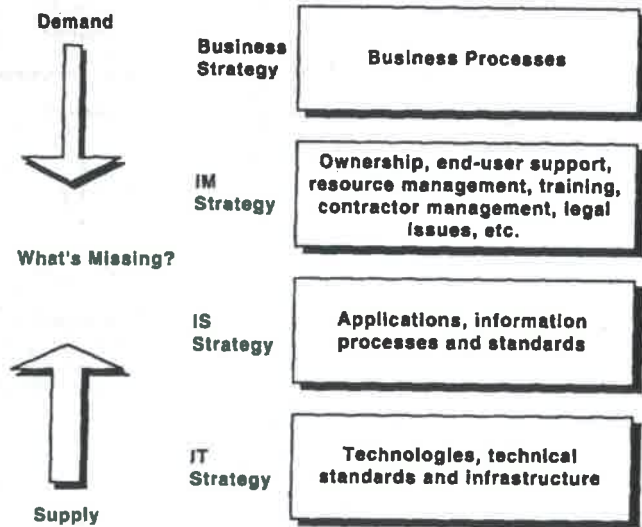 Demand
Business
Strategy
Business Processes
IM
Strategy
Ownership, end-user support,
resource management, training,
contractor management, legal
issues, etc.
What's Missing?
IS
Strategy
Applications, information
processes and standards
IT
Strategy
Technologies, technical
standards and infrastructure
Supply